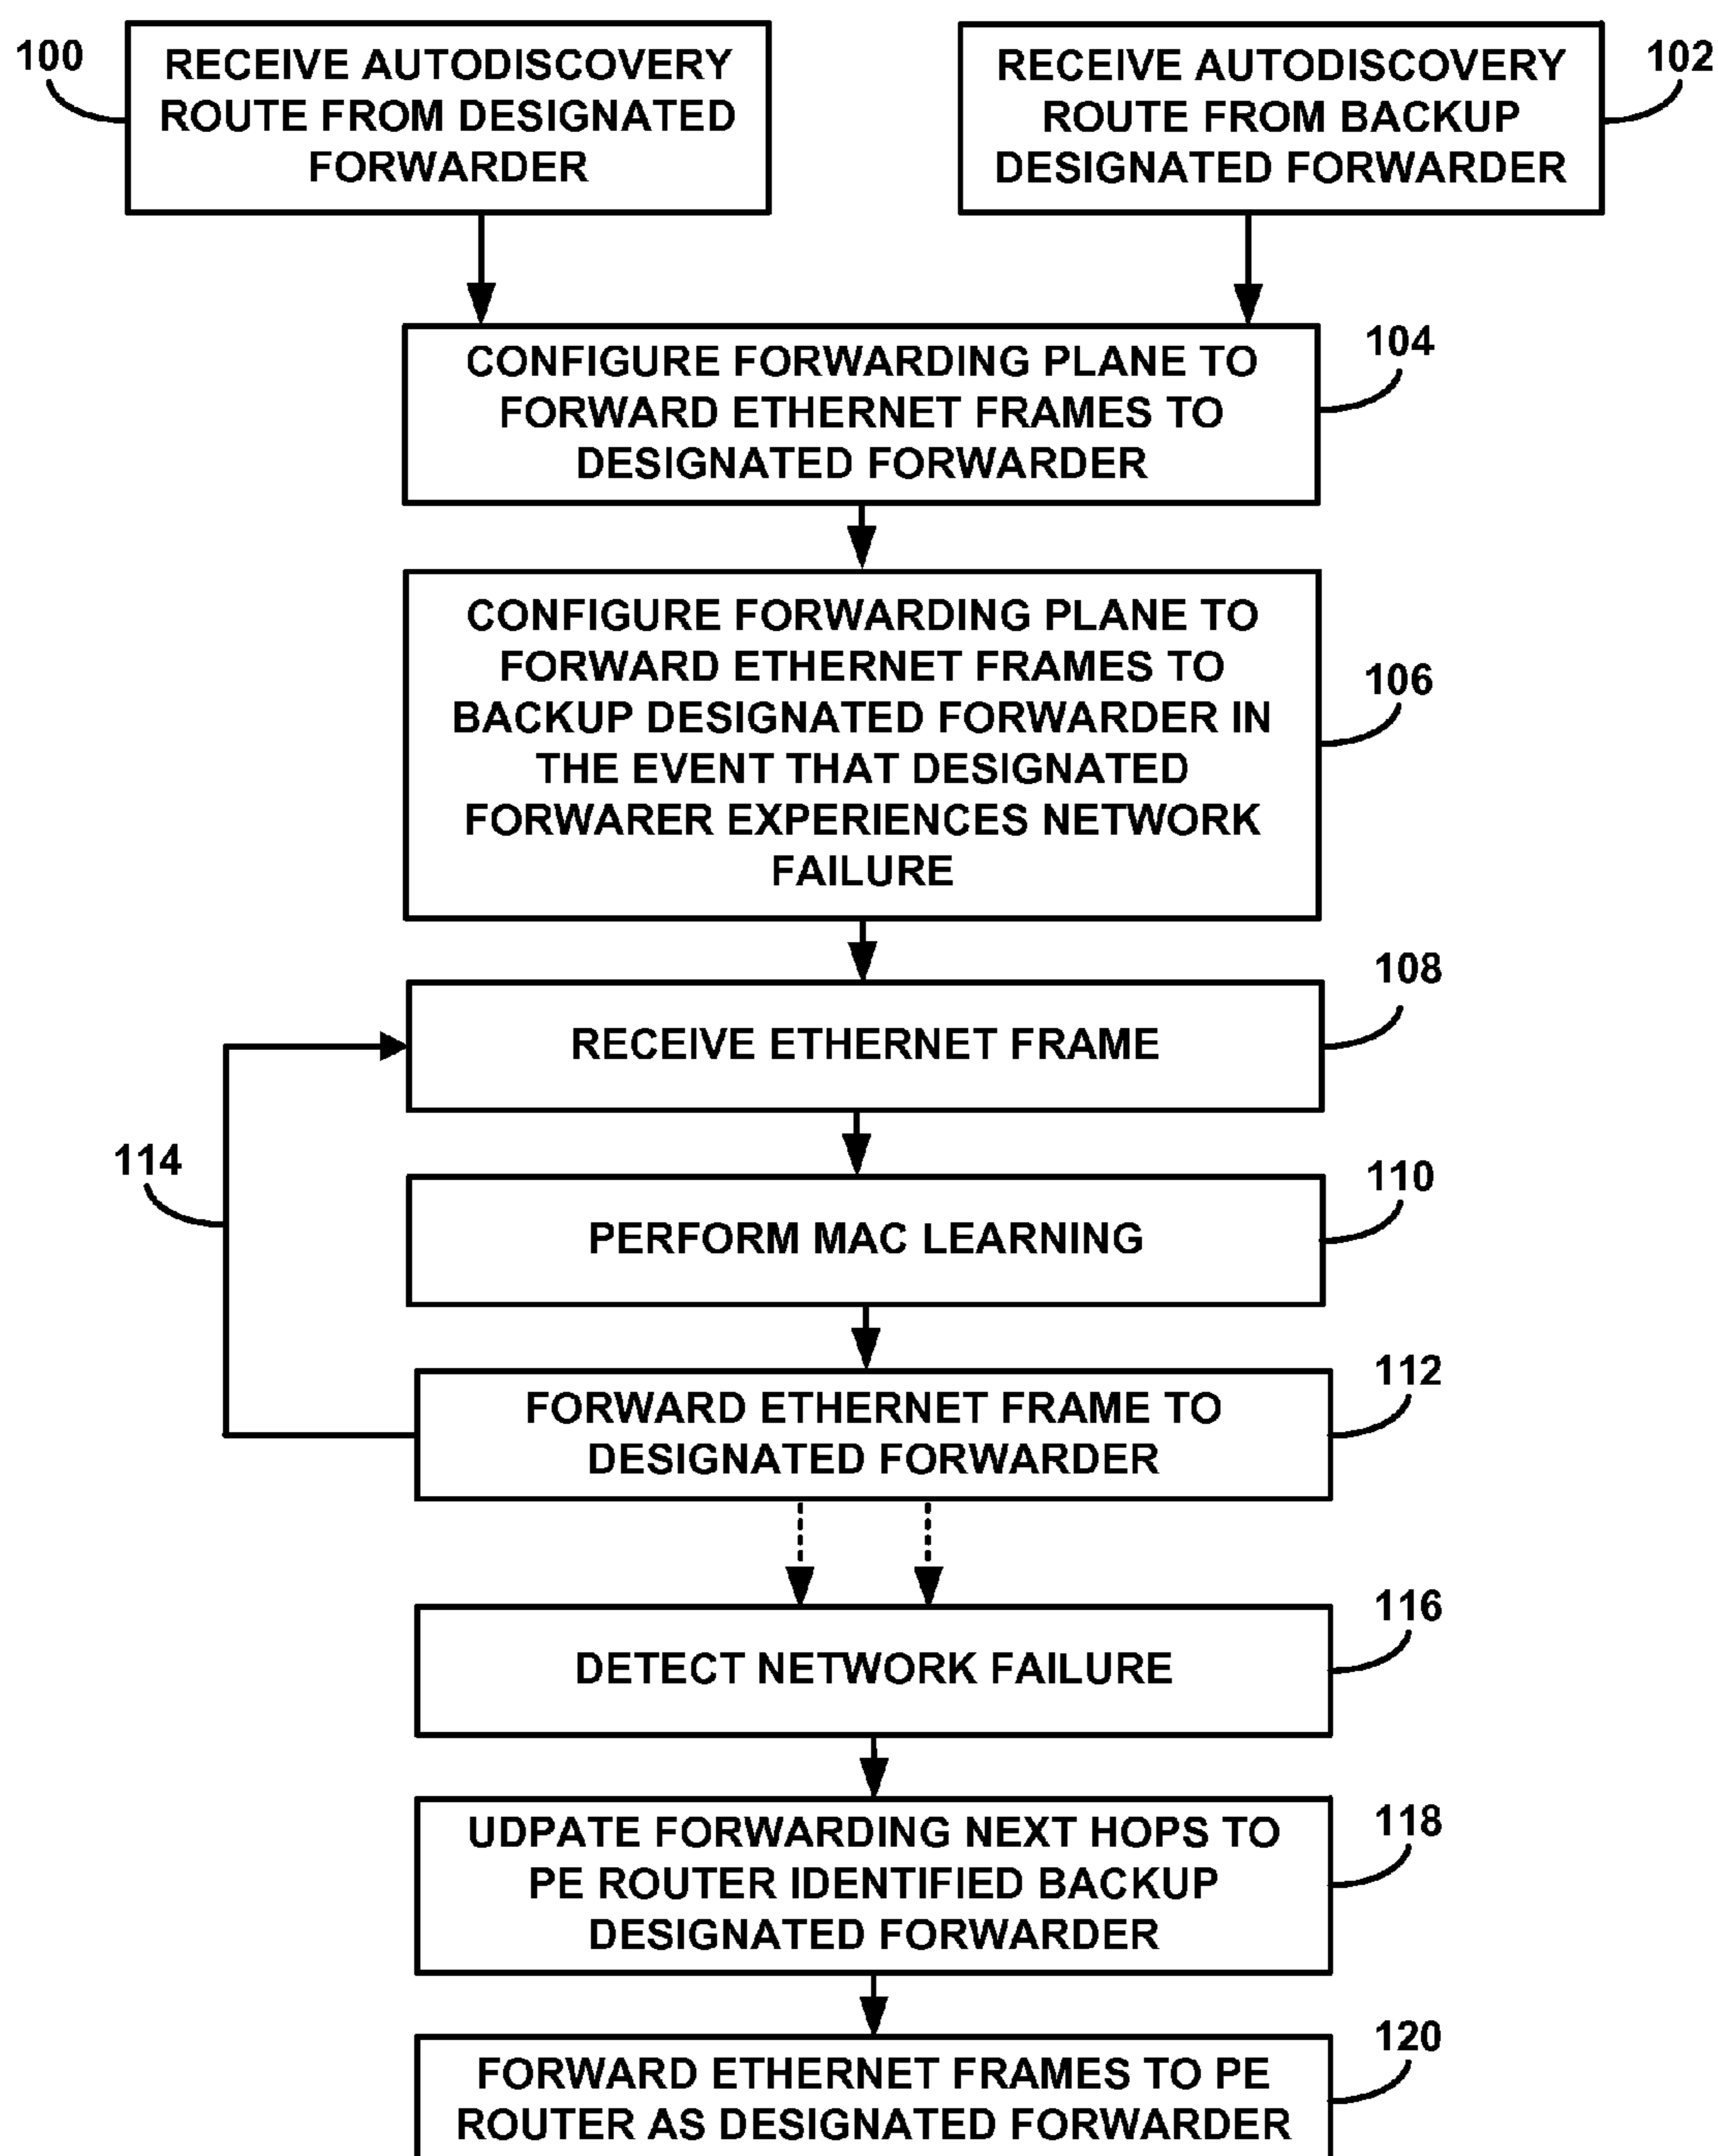 100
RECEIVE AUTODISCOVERY
ROUTE FROM DESIGNATED
FORWARDER
RECEIVE AUTODISCOVERY
ROUTE FROM BACKUP
DESIGNATED FORWARDER
102
CONFIGURE FORWARDING PLANE TO
FORWARD ETHERNET FRAMES TO
DESIGNATED FORWARDER
104
CONFIGURE FORWARDING PLANE TO
FORWARD ETHERNET FRAMES TO
BACKUP DESIGNATED FORWARDER IN
THE EVENT THAT DESIGNATED
FORWARER EXPERIENCES NETWORK
FAILURE
106
RECEIVE ETHERNET FRAME
108
114
PERFORM MAC LEARNING
110
FORWARD ETHERNET FRAME TO
DESIGNATED FORWARDER
112
DETECT NETWORK FAILURE
116
UDPATE FORWARDING NEXT HOPS TO
PE ROUTER IDENTIFIED BACKUP
DESIGNATED FORWARDER
118
FORWARD ETHERNET FRAMES TO PE
ROUTER AS DESIGNATED FORWARDER
120